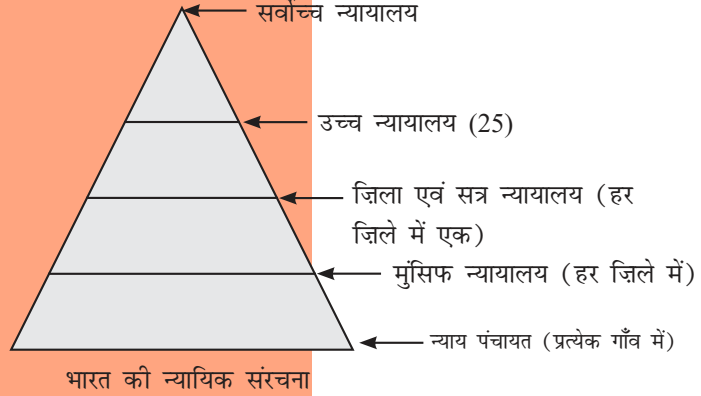 सर्वोच्च न्यायालय
उच्च न्यायालय (25)
ज़िला एवं सत्र न्यायालय (हर
ज़िले में एक)
मुंसिफ न्यायालय (हर ज़िले में)
न्याय पंचायत (प्रत्येक गाँव में)
भारत की न्यायिक संरचना